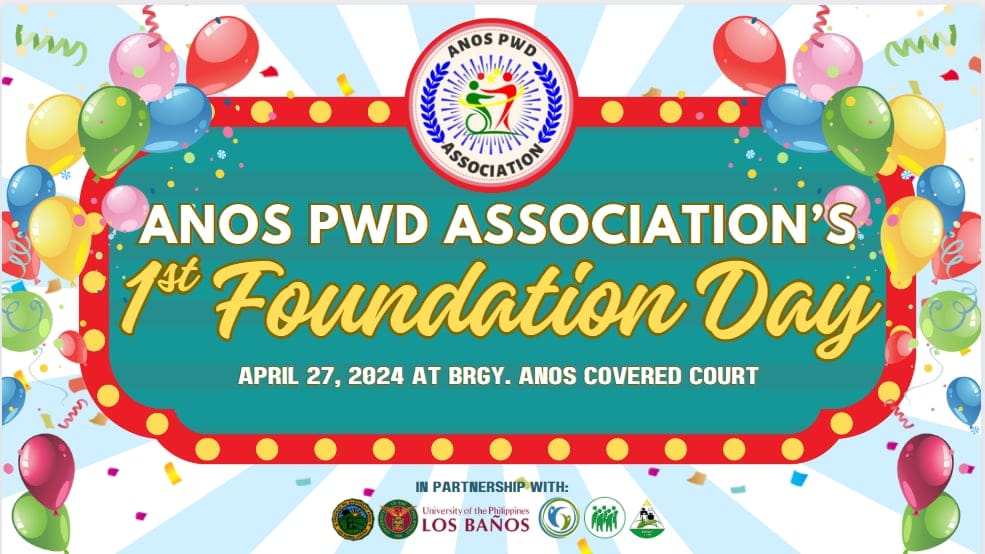 ANOS PWD
ASSOCIATION
ANOS PWD ASSOCIATION'S
1st Foundation Day
APRIL 27, 2024 AT BRGY. ANOS COVERED COURT
IN PARTNERSHIP WITH:
University of the Philippines
LOS BAÑOS